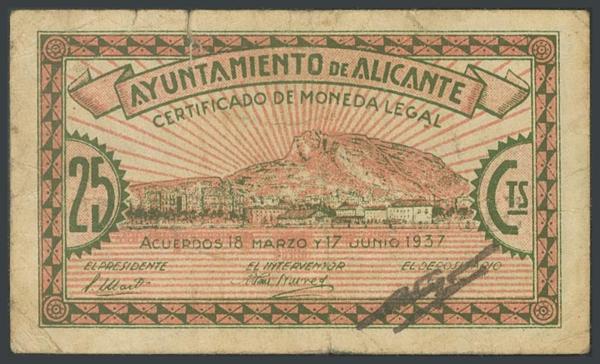 AYUNTAMIENTO DE ALICANTE
CERTIFICADO DE MONEDA LEGAL
25 CTS
ACUERDOS 18 MARZO Y 17 JUNIO 1937
EL PRESIDENTE EL INTERVENTOR EL DEPOSITARIO